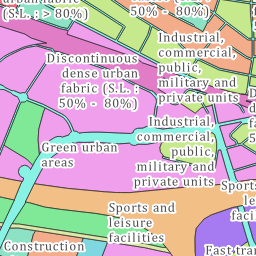 urban fabric
(S.L. : > 80%)
50% -  80%)
Industrial,
commercial,
public,
military and
private units
Discontinuous
dense urban
fabric (S.L. :
50% -  80%)
Industrial,
commercial,
public,
military and
private units
Green urban
areas
Sports and
leisure
facilities
Sports
Construction
Fast tra